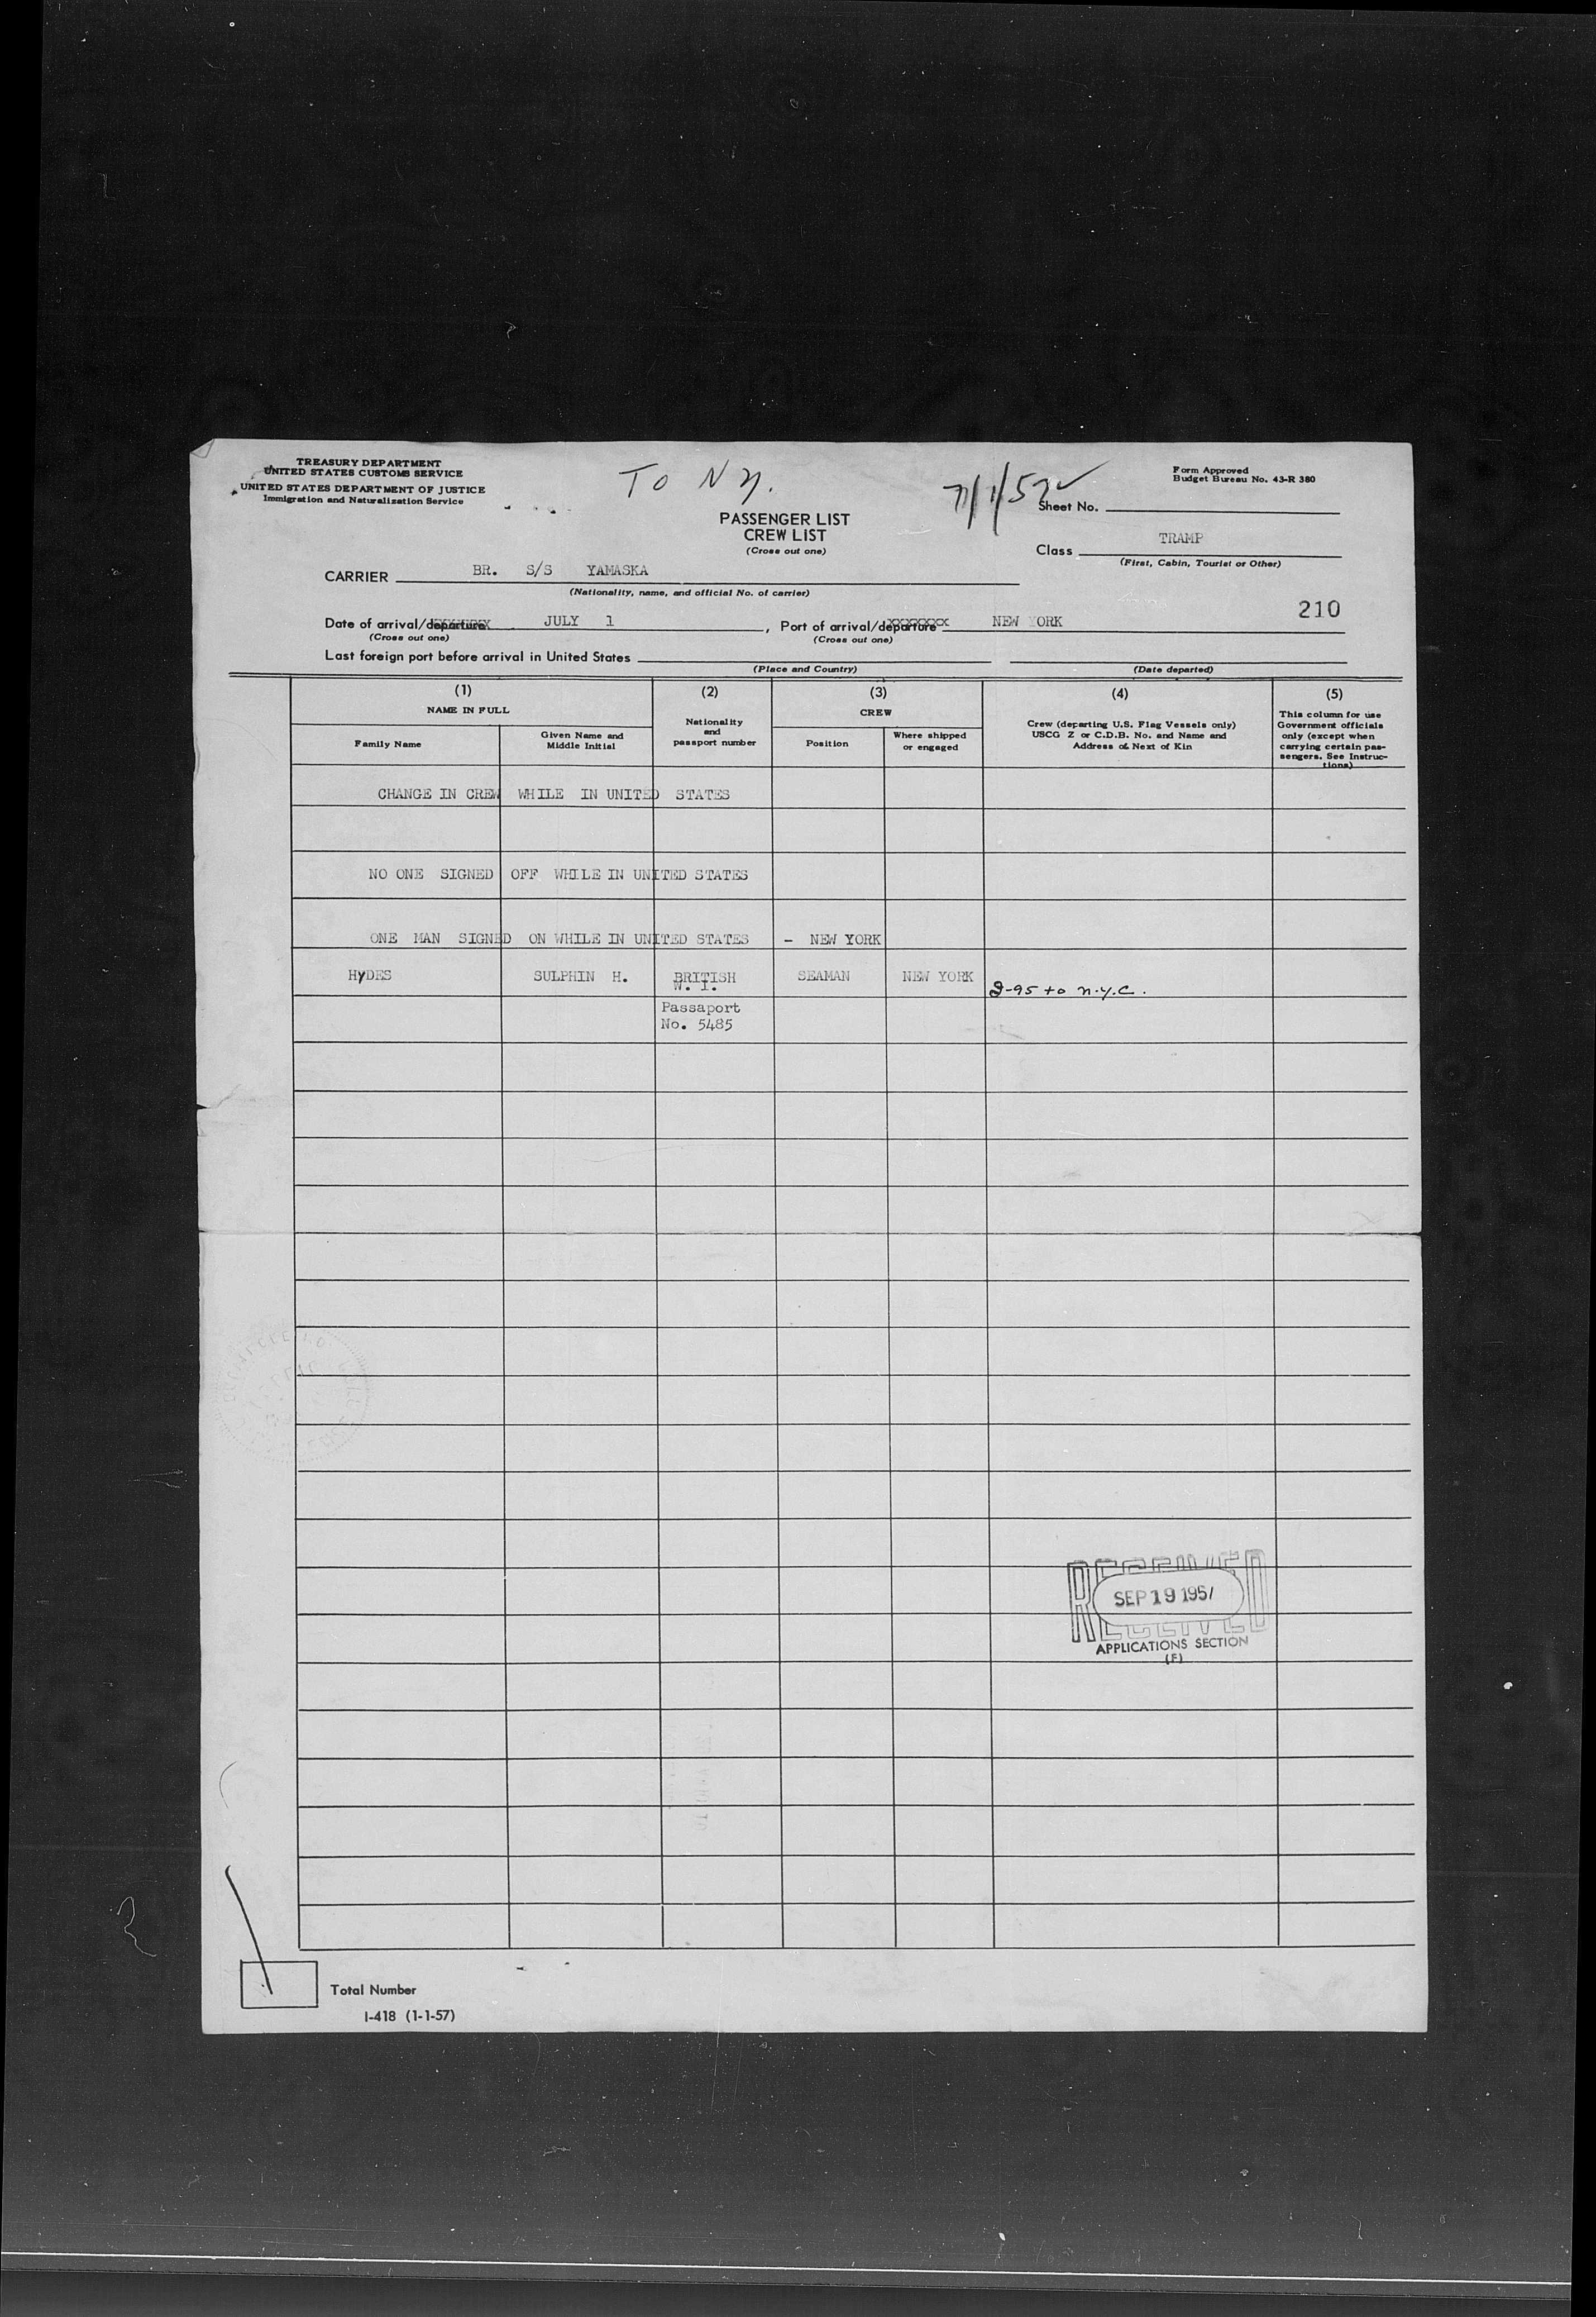 TREASURY DEPARTMENT
UNITED STATES CUSTOMS SERVICE
UNITED STATES DEPARTMENT OF JUSTICE
Immigration and Naturalization Service
TO N Y.
7/1/57
Form Approved
Budget Bureau No. 43-R 380
Sheet No.
PASSENGER LIST
CREW LIST
(Cross out one)
Class TRAMP
(First, Cabin, Tourist or Other)
CARRIER BR. S/S YAMASKA
(Nationality, name, and official No. of carrier)
210
Date of arrival/departure JULY 1, Port of arrival/departure NEW YORK
(Cross out one) (Cross out one)
Last foreign port before arrival in United States
(Place and Country) (Date departed)
(1) (2) (3) (4) (5)
NAME IN FULL
Family Name
Given Name and
Middle Initial
Nationality
and
passport number
CREW
Position
Where shipped
or engaged
Crew (departing U.S. Flag Vessels only)
USCG Z or C.D.B. No. and Name and
Address of Next of Kin
This column for use
Government officials
only (except when
carrying certain pas-
sengers. See Instruc-
tions)
CHANGE IN CREW WHILE IN UNITED STATES
NO ONE SIGNED OFF WHILE IN UNITED STATES
ONE MAN SIGNED ON WHILE IN UNITED STATES - NEW YORK
HyDES SULPHIN H. BRITISH SEAMAN NEW YORK
W. I.
I-95 to n.y.c.
Passaport
No. 5485
RECEIVED
SEP 19 1957
RECEIVED
APPLICATIONS SECTION
(F)
Total Number
I-418 (1-1-57)